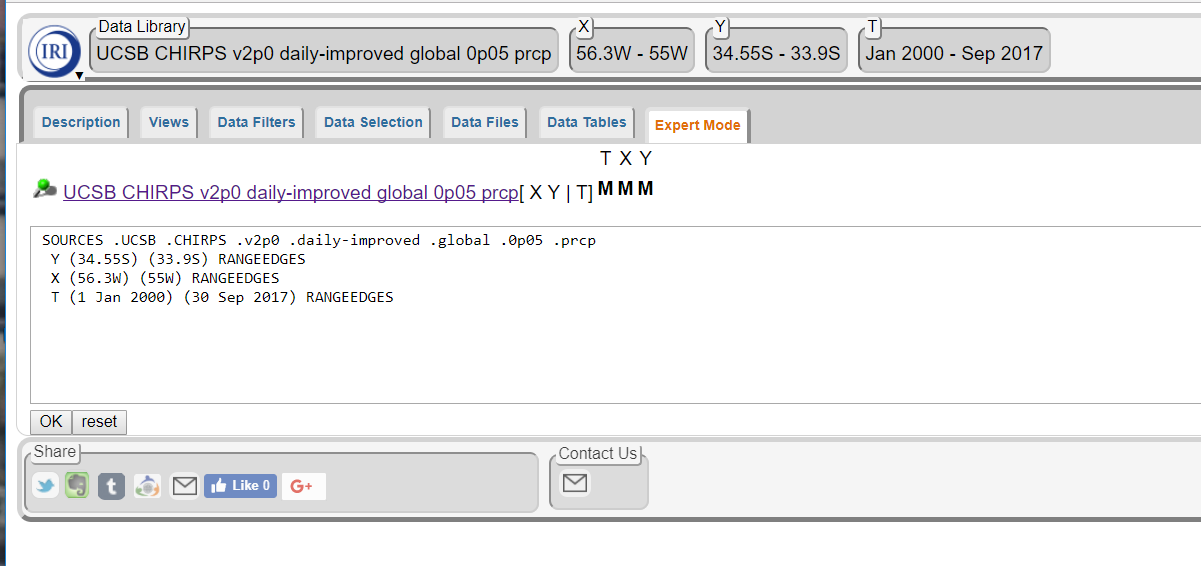 IRI
Data Library
UCSB CHIRPS v2p0 daily-improved global 0p05 prcp
X
56.3W - 55W
Y
34.55S - 33.9S
T
Jan 2000 - Sep 2017
Description Views Data Filters Data Selection Data Files Data Tables Expert Mode
T X Y
UCSB CHIRPS v2p0 daily-improved global 0p05 prcp[ X Y | T] M M M
SOURCES .UCSB .CHIRPS .v2p0 .daily-improved .global .0p05 .prcp
Y (34.55S) (33.9S) RANGEEDGES
X (56.3W) (55W) RANGEEDGES
T (1 Jan 2000) (30 Sep 2017) RANGEEDGES
OK reset
Share
t Like 0 G+
Contact Us